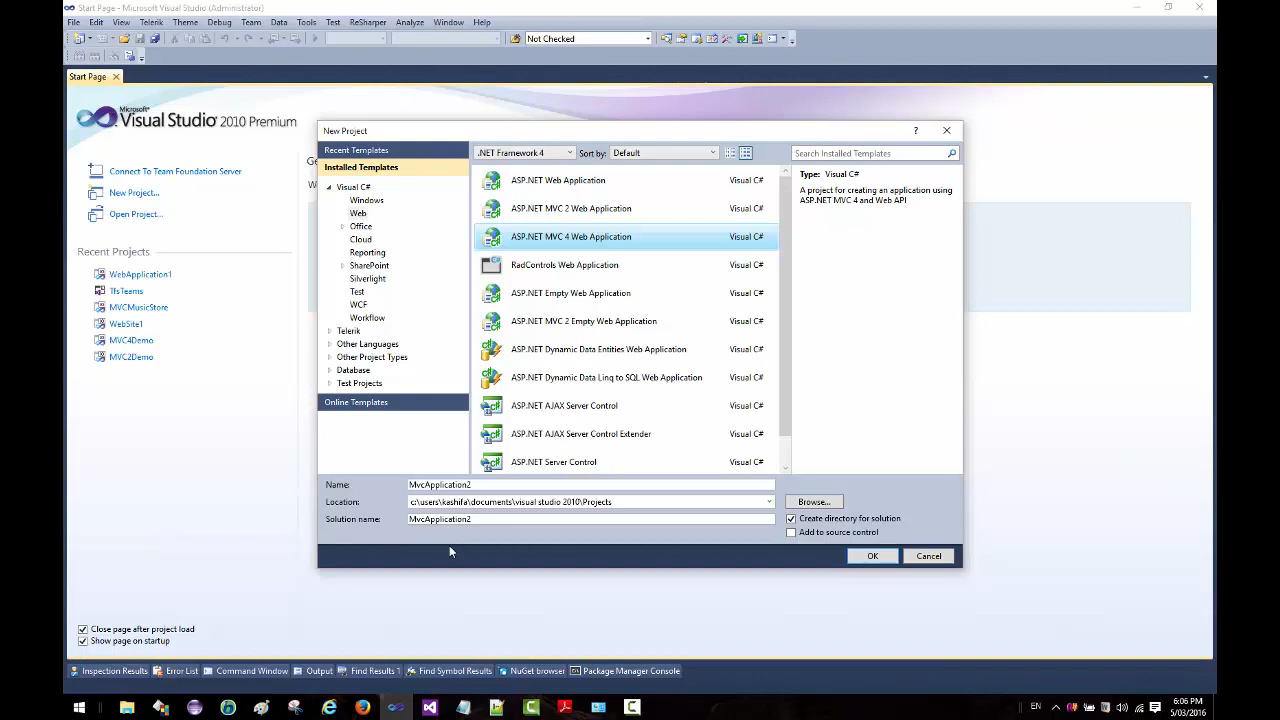 Start Page - Microsoft Visual Studio (Administrator)
File Edit View Telerik Theme Debug Team Data Tools Test ReSharper Analyze Window Help
Not Checked
Start Page
Microsoft
Visual Studio 2010 Premium
Connect To Team Foundation Server
New Project...
Open Project...
Recent Projects
WebApplication1
TfsTeams
MVCMusicStore
WebSite1
MVC4Demo
MVC2Demo
Close page after project load
Show page on startup
Ge
W
New Project
?
Recent Templates
Installed Templates
Visual C#
Windows
Web
Office
Cloud
Reporting
SharePoint
Silverlight
Test
WCF
Workflow
Telerik
Other Languages
Other Project Types
Database
Test Projects
Online Templates
.NET Framework 4
Sort by: Default
Search Installed Templates
ASP.NET Web Application Visual C#
ASP.NET MVC 2 Web Application Visual C#
ASP.NET MVC 4 Web Application Visual C#
RadControls Web Application Visual C#
ASP.NET Empty Web Application Visual C#
ASP.NET MVC 2 Empty Web Application Visual C#
ASP.NET Dynamic Data Entities Web Application Visual C#
ASP.NET Dynamic Data Linq to SQL Web Application Visual C#
ASP.NET AJAX Server Control Visual C#
ASP.NET AJAX Server Control Extender Visual C#
ASP.NET Server Control Visual C#
Type: Visual C#
A project for creating an application using
ASP.NET MVC 4 and Web API
Name: MvcApplication2
Location: c:\users\kashifa\documents\visual studio 2010\Projects
Browse...
Solution name: MvcApplication2
Create directory for solution
Add to source control
OK Cancel
Inspection Results Error List Command Window Output Find Results 1 Find Symbol Results NuGet browser Package Manager Console
EN
6:06 PM
5/03/2016